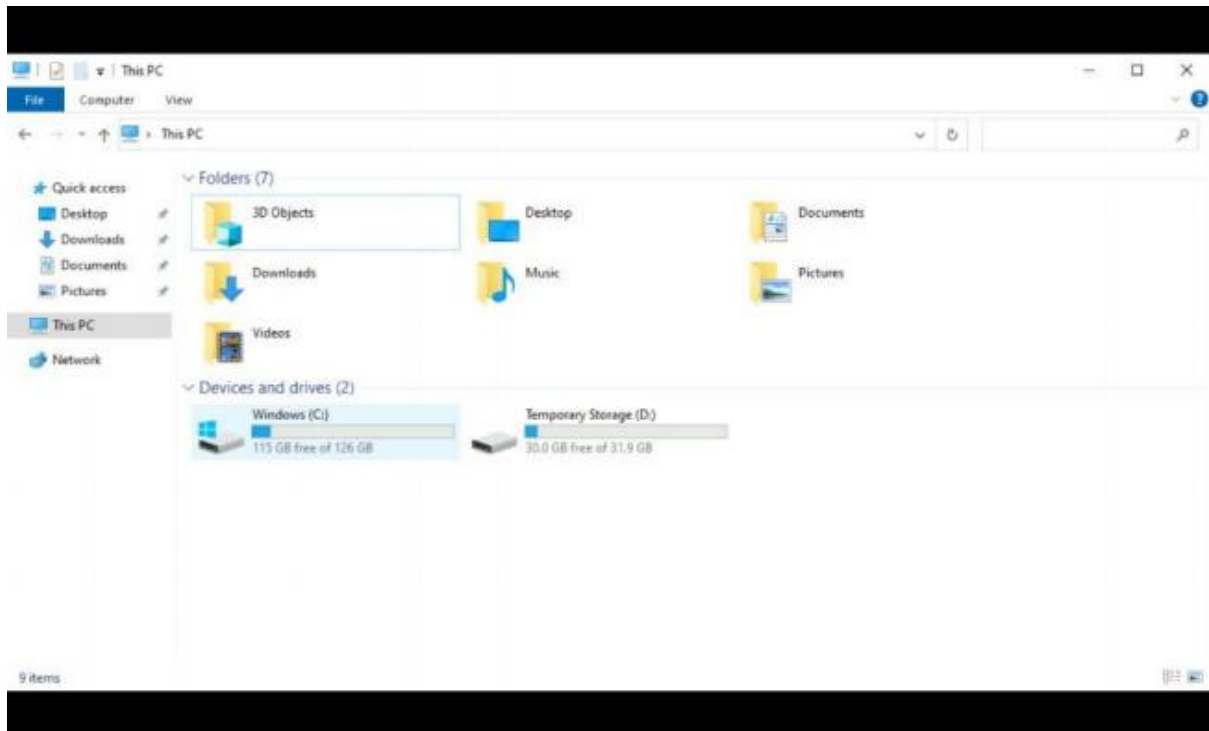 This PC
File Computer View
This PC
Quick access
Desktop
Downloads
Documents
Pictures
This PC
Network
Folders (7)
3D Objects
Desktop
Documents
Downloads
Music
Pictures
Videos
Devices and drives (2)
Windows (C:)
115 GB free of 126 GB
Temporary Storage (D:)
30.0 GB free of 31.9 GB
9 items